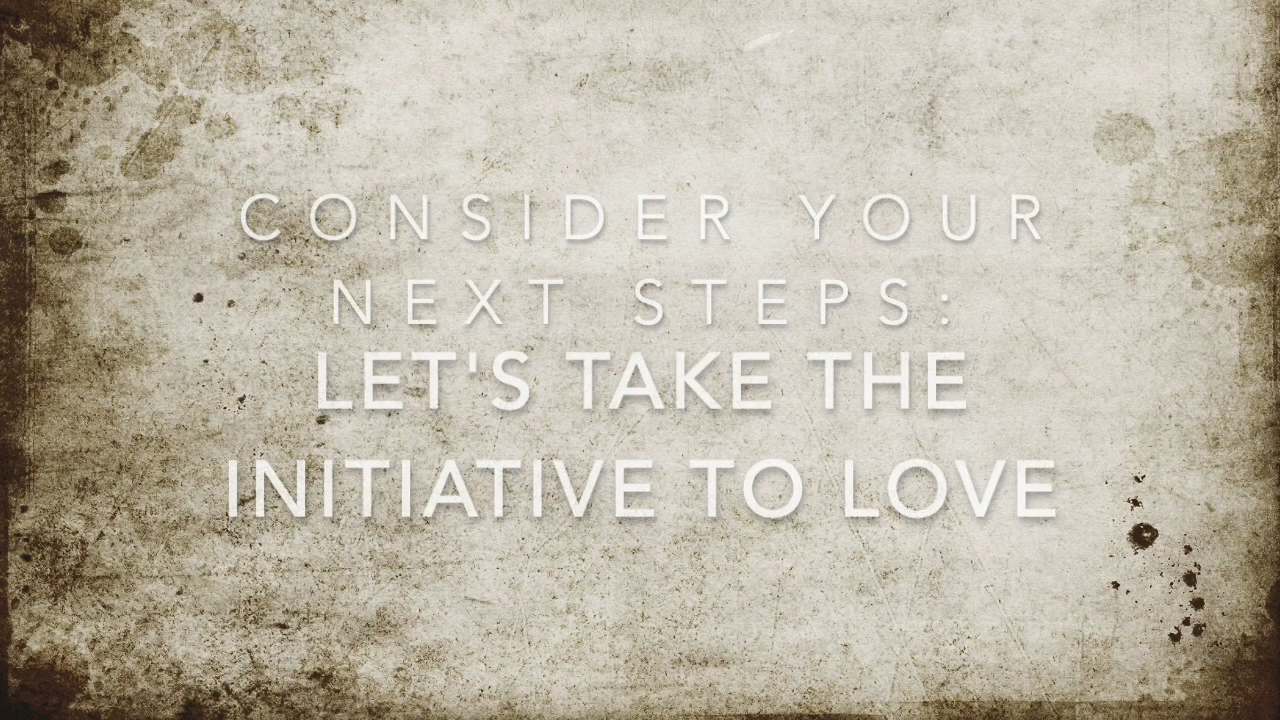 CONSIDER YOUR
NEXT STEPS:
LET'S TAKE THE
INITIATIVE TO LOVE